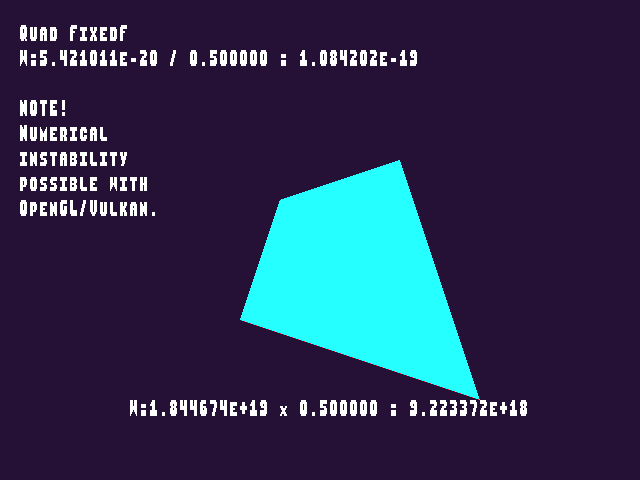 Quad fixedf
W:5.421011e-20 / 0.500000 : 1.084202e-19
NOTE!
Numerical
instability
possible with
OpenGL/Vulkan.
W:1.844674e+19 x 0.500000 : 9.223372e+18